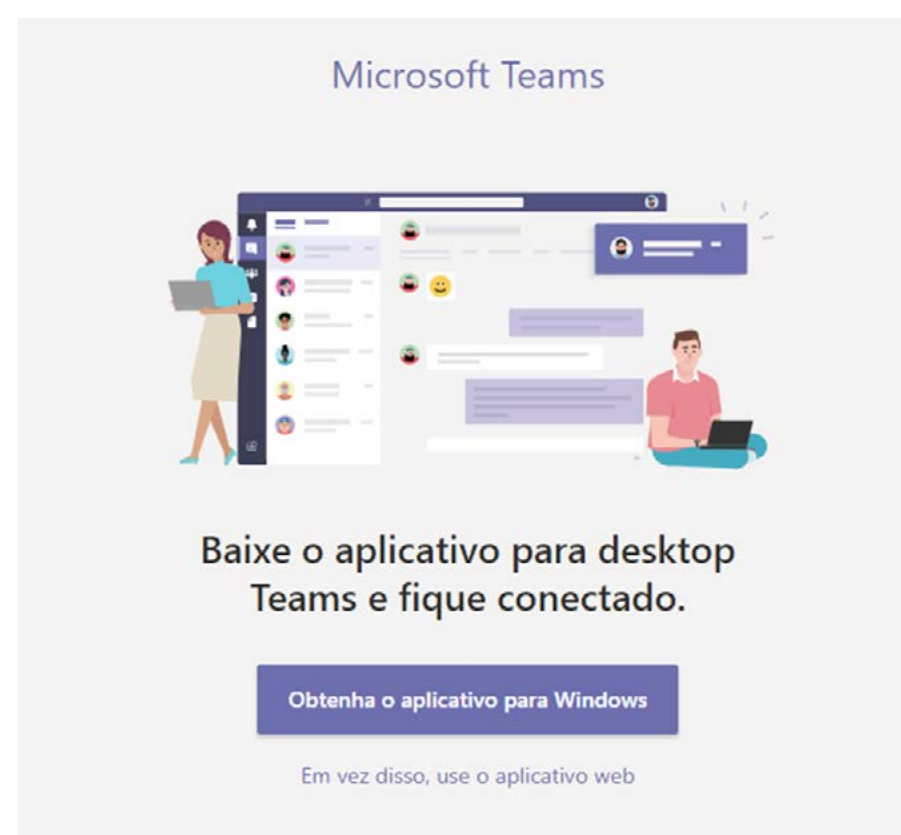 Microsoft Teams
Baixe o aplicativo para desktop
Teams e fique conectado.
Obtenha o aplicativo para Windows
Em vez disso, use o aplicativo web